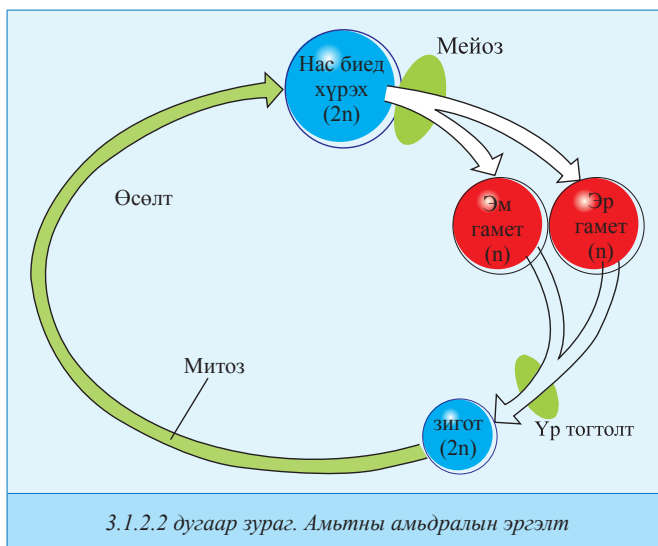 Нас биед
хүрэх
(2n)
Мейоз
Эм
гамет
(n)
Эр
гамет
(n)
Өсөлт
Митоз
зигот
(2n)
Үр тогтолт
3.1.2.2 дугаар зураг. Амьтны амьдралын эргэлт